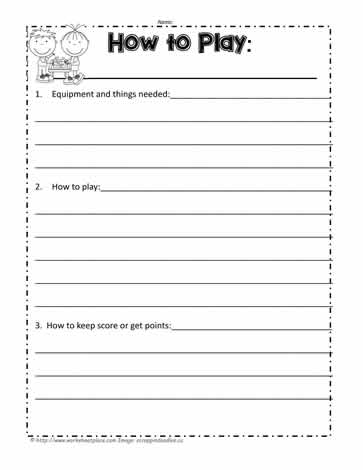 Name:
How to Play:
1. Equipment and things needed:
2. How to play:
3. How to keep score or get points:
© http://www.worksheetplace.com Image: scrappindoodles.ca